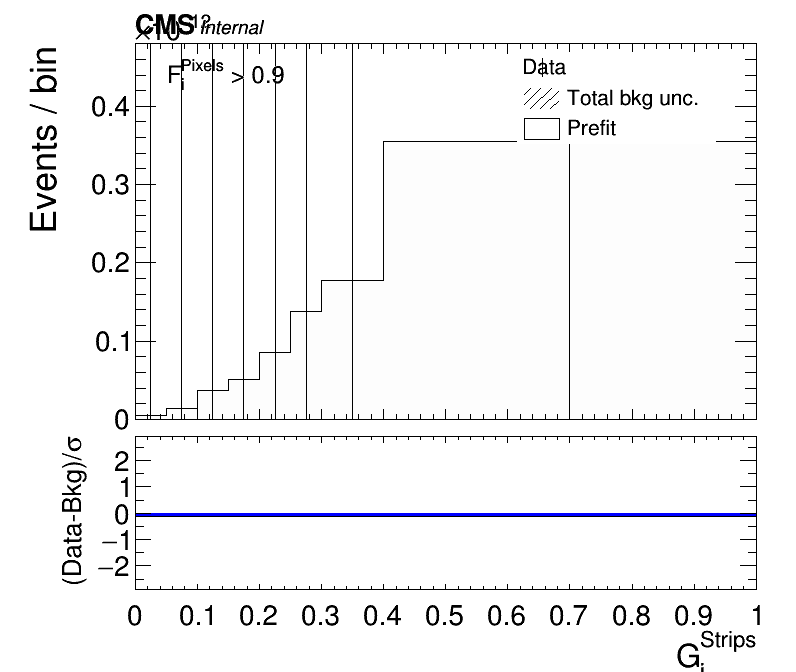 CMS Internal
×10¹²
F_i^Pixels > 0.9
Data
Total bkg unc.
Prefit
Events / bin
0.4
0.3
0.2
0.1
0
(Data-Bkg)/σ
2
1
0
−1
−2
0 0.1 0.2 0.3 0.4 0.5 0.6 0.7 0.8 0.9 1
G_i^Strips